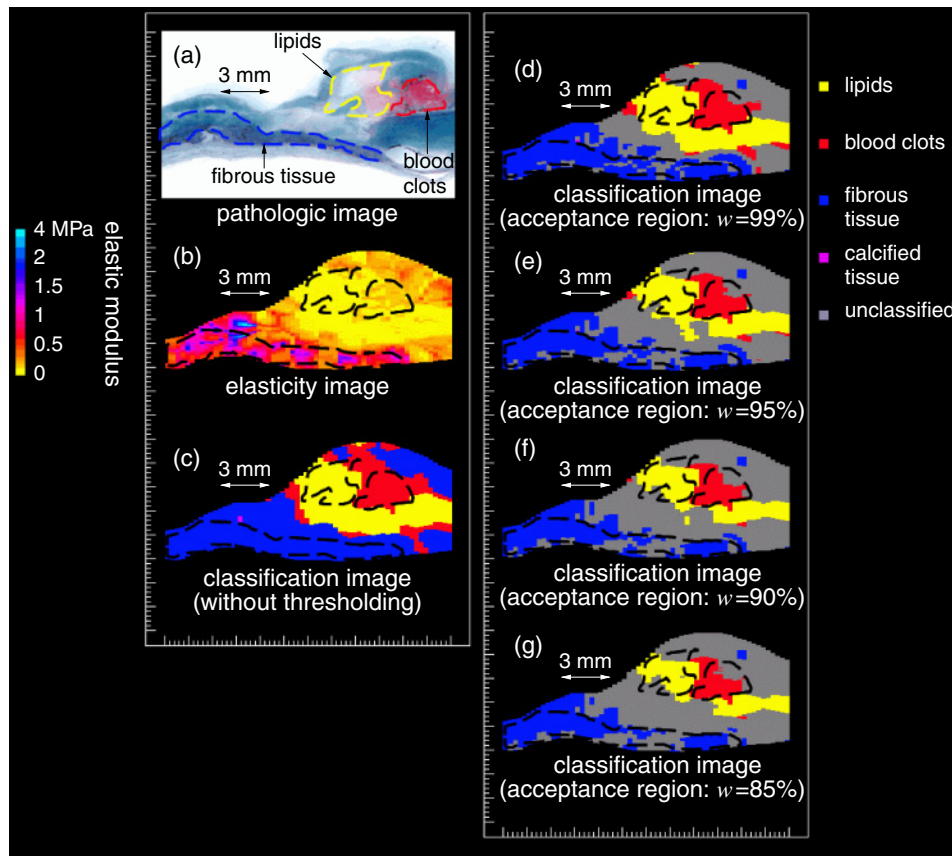 (a)
lipids
3 mm
fibrous tissue
blood
clots
pathologic image
4 MPa
2
1.5
1
0.5
0
elastic modulus
(b)
3 mm
elasticity image
(c)
3 mm
classification image
(without thresholding)
(d)
3 mm
classification image
(acceptance region: w=99%)
(e)
3 mm
classification image
(acceptance region: w=95%)
(f)
3 mm
classification image
(acceptance region: w=90%)
(g)
3 mm
classification image
(acceptance region: w=85%)
lipids
blood clots
fibrous
tissue
calcified
tissue
unclassified